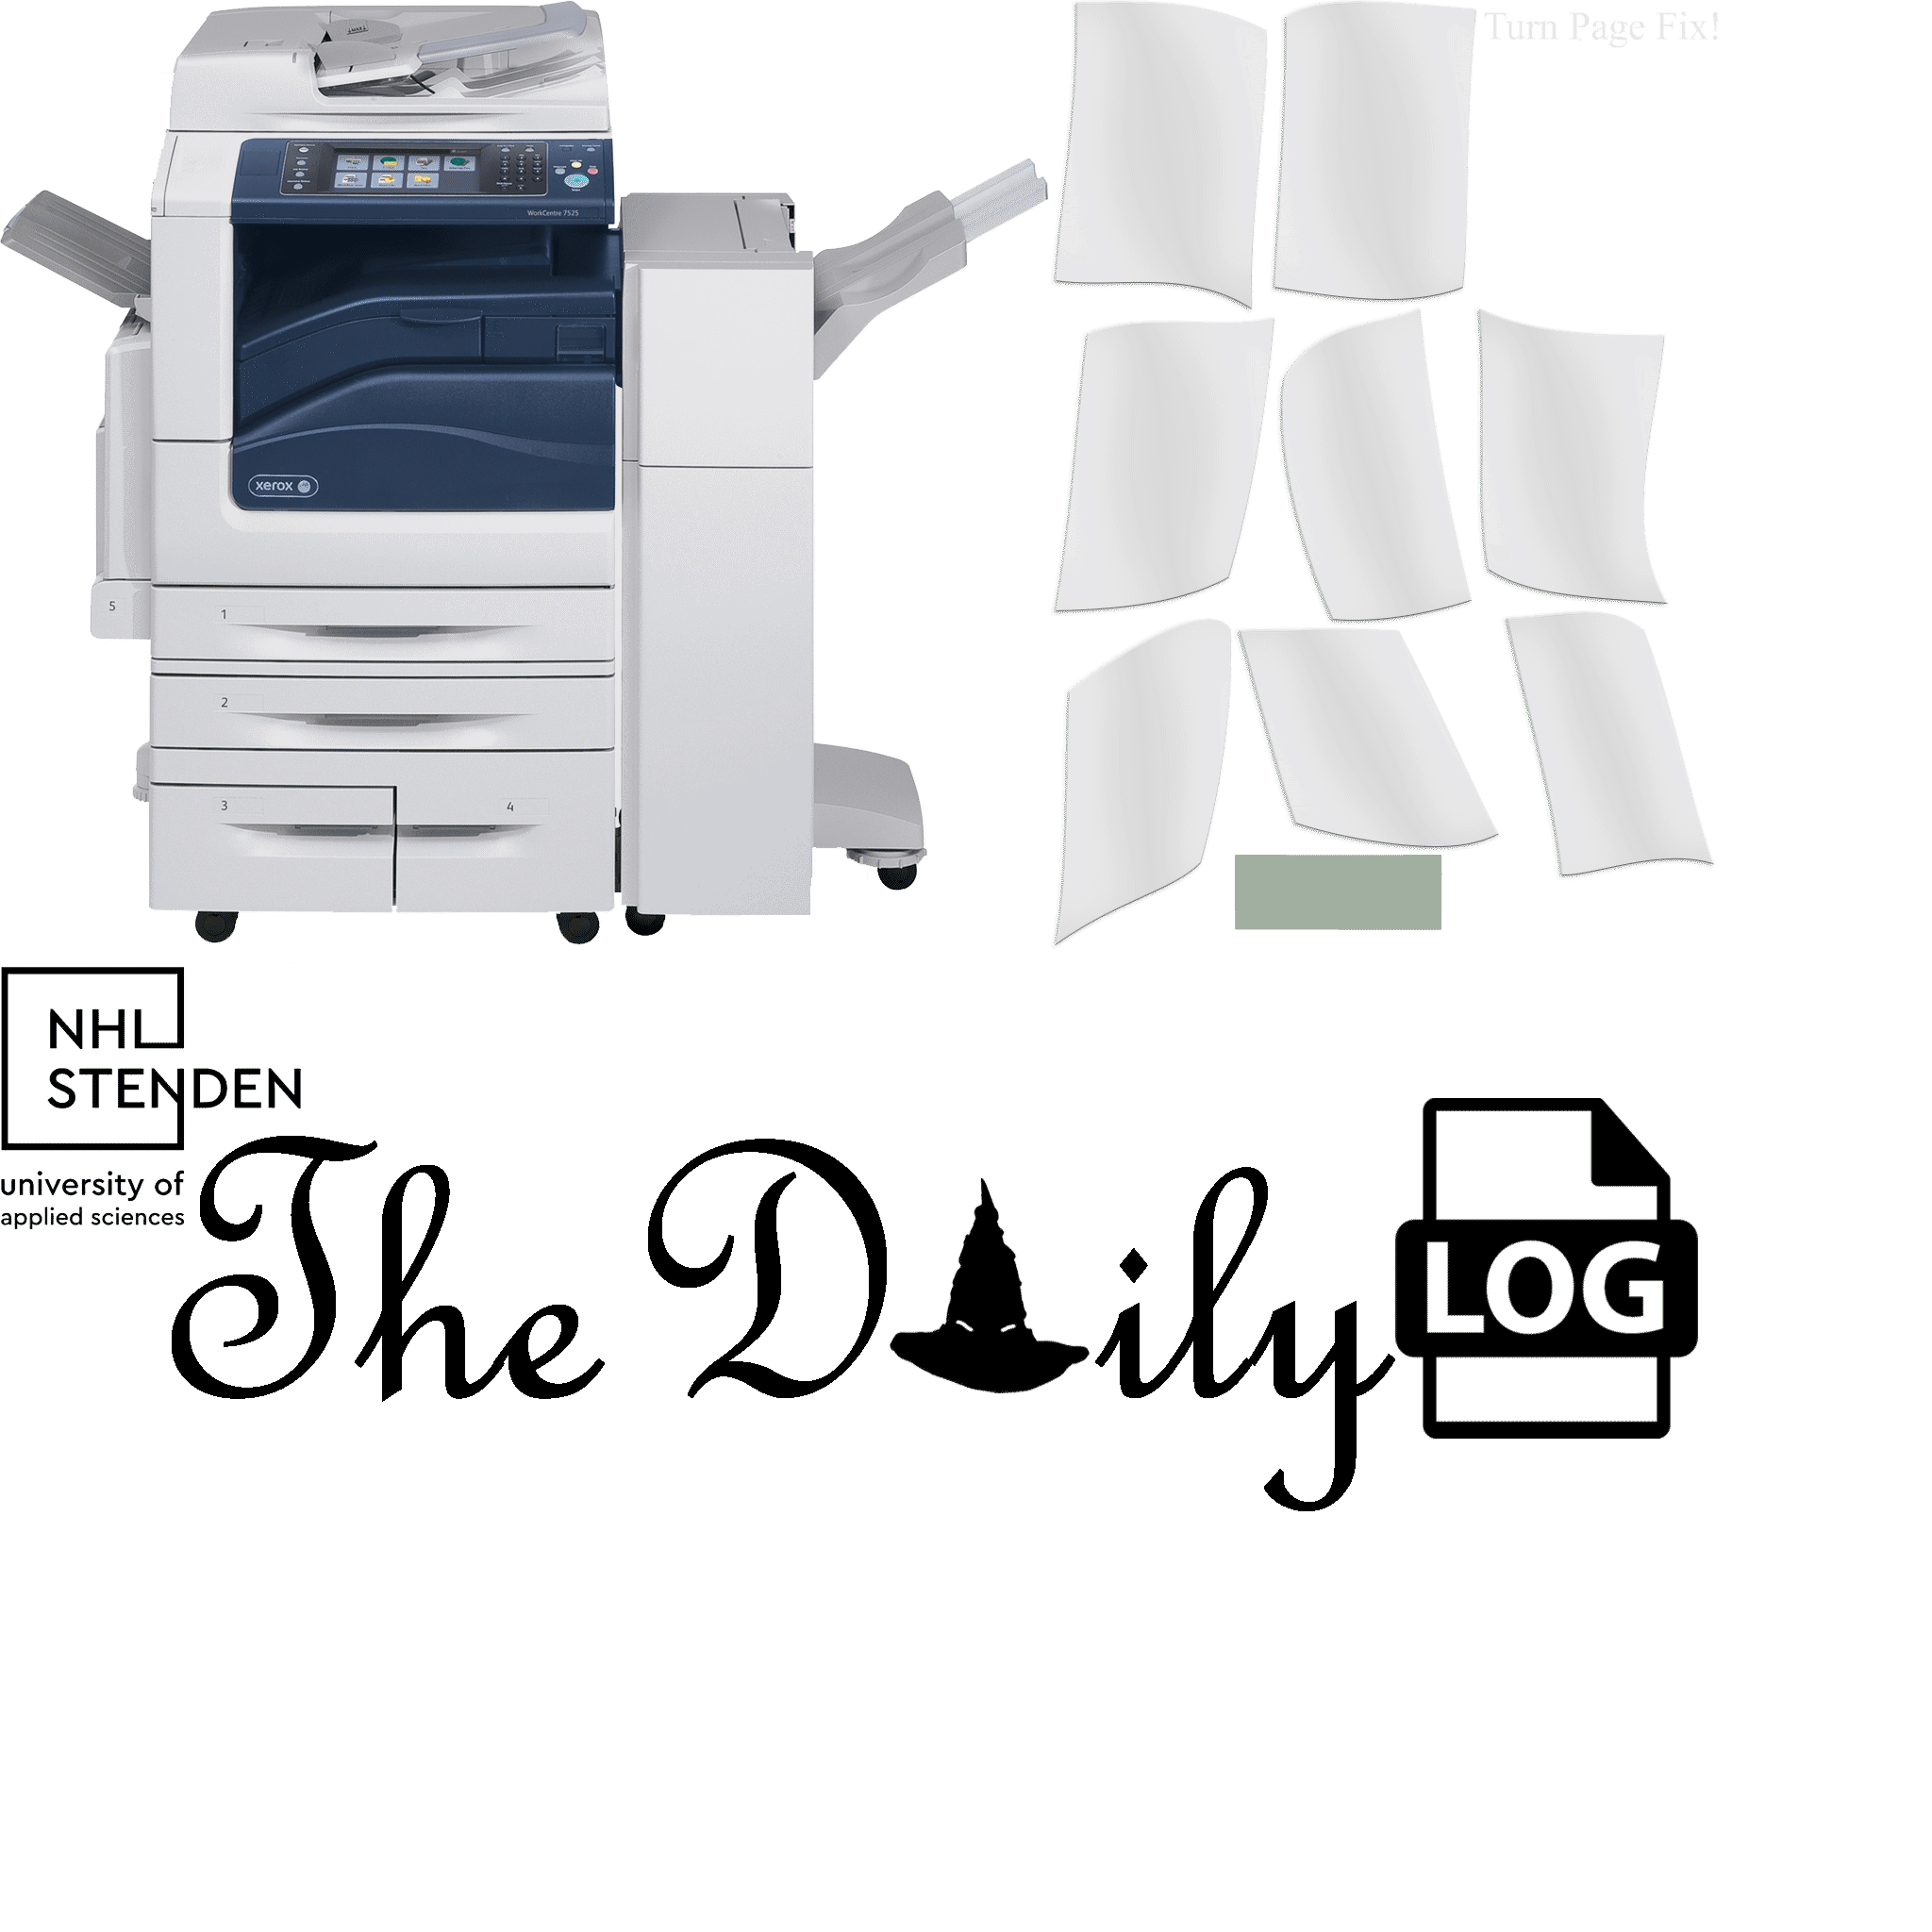 Turn Page Fix!
WorkCentre 7525
xerox
5
1
2
3
4
NHL
STENDEN
university of
applied sciences
The Daily
LOG